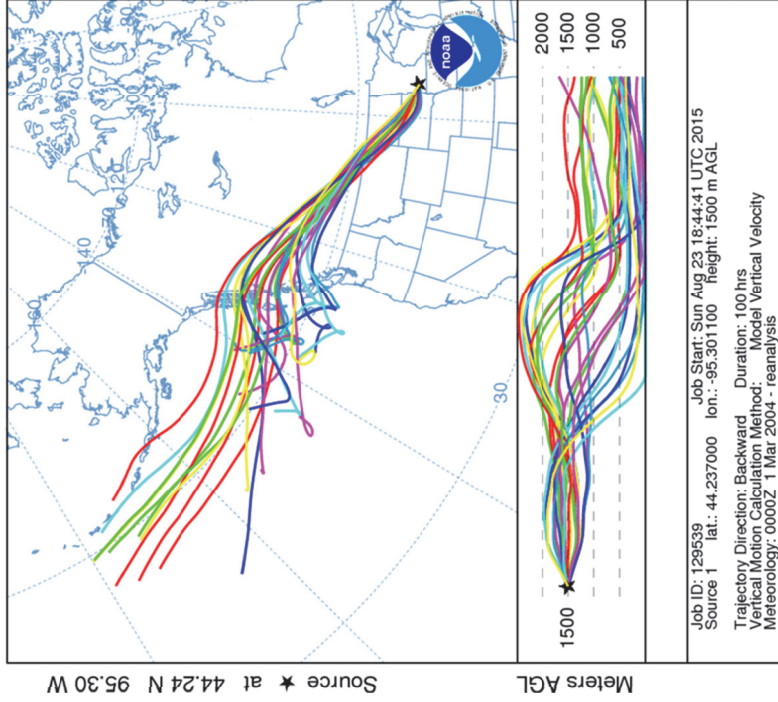 Source ★ at 44.24 N 95.30 W
140
120
30
noaa
Meters AGL
1500
2000
1500
1000
500
Job ID: 129539 Job Start: Sun Aug 23 18:44:41 UTC 2015
Source 1 lat.: 44.237000 lon.: -95.301100 height: 1500 m AGL
Trajectory Direction: Backward Duration: 100 hrs
Vertical Motion Calculation Method: Model Vertical Velocity
Meteorology: 0000Z 1 Mar 2004 - reanalysis